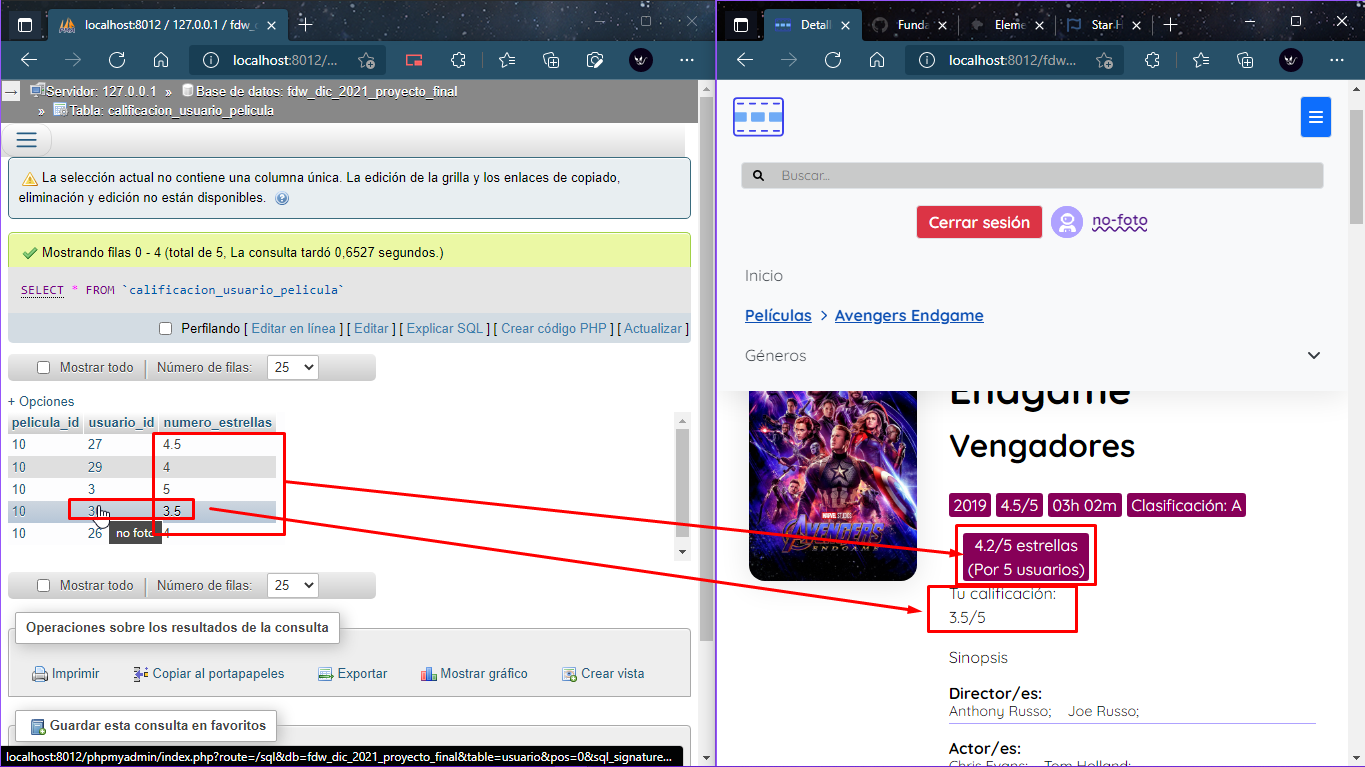 localhost:8012 / 127.0.0.1 / fdw_
localhost:8012/...
Servidor: 127.0.0.1 » Base de datos: fdw_dic_2021_proyecto_final
» Tabla: calificacion_usuario_pelicula
La selección actual no contiene una columna única. La edición de la grilla y los enlaces de copiado,
eliminación y edición no están disponibles.
Mostrando filas 0 - 4 (total de 5, La consulta tardó 0,6527 segundos.)
SELECT * FROM `calificacion_usuario_pelicula`
Perfilando [ Editar en línea ] [ Editar ] [ Explicar SQL ] [ Crear código PHP ] [ Actualizar ]
Mostrar todo | Número de filas: 25
+ Opciones
pelicula_id usuario_id numero_estrellas
10 27 4.5
10 29 4
10 3 5
10 3.5
10 26 4
no foto
Mostrar todo | Número de filas: 25
Operaciones sobre los resultados de la consulta
Imprimir Copiar al portapapeles Exportar Mostrar gráfico Crear vista
Guardar esta consulta en favoritos
localhost:8012/phpmyadmin/index.php?route=/sql&db=fdw_dic_2021_proyecto_final&table=usuario&pos=0&sql_signature...
Detall Funda Eleme Star H
localhost:8012/fdw...
Buscar...
Cerrar sesión no-foto
Inicio
Películas > Avengers Endgame
Géneros
Endgame
Vengadores
MARVEL STUDIOS
AVENGERS
ENDGAME
2019 4.5/5 03h 02m Clasificación: A
4.2/5 estrellas
(Por 5 usuarios)
Tu calificación:
3.5/5
Sinopsis
Director/es:
Anthony Russo; Joe Russo;
Actor/es:
Chris Evans; Tom Holland;